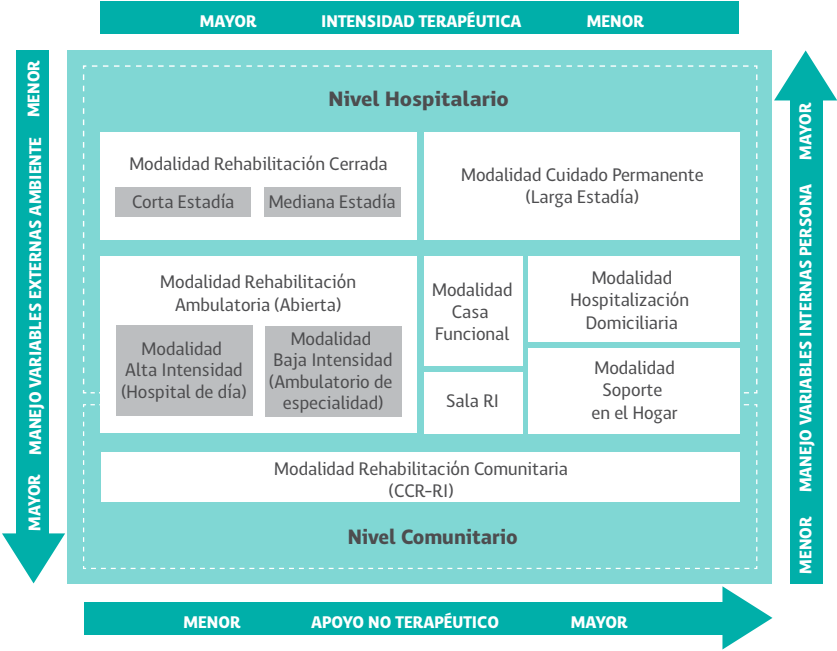 MAYOR INTENSIDAD TERAPÉUTICA MENOR
MENOR MANEJO VARIABLES EXTERNAS AMBIENTE MAYOR
Nivel Hospitalario
Modalidad Rehabilitación Cerrada
Corta Estadía
Mediana Estadía
Modalidad Cuidado Permanente
(Larga Estadía)
Modalidad Rehabilitación
Ambulatoria (Abierta)
Modalidad
Alta Intensidad
(Hospital de día)
Modalidad
Baja Intensidad
(Ambulatorio de
especialidad)
Modalidad
Casa
Funcional
Sala RI
Modalidad
Hospitalización
Domiciliaria
Modalidad
Soporte
en el Hogar
Modalidad Rehabilitación Comunitaria
(CCR-RI)
Nivel Comunitario
MAYOR MANEJO VARIABLES INTERNAS PERSONA MENOR
MENOR APOYO NO TERAPÉUTICO MAYOR